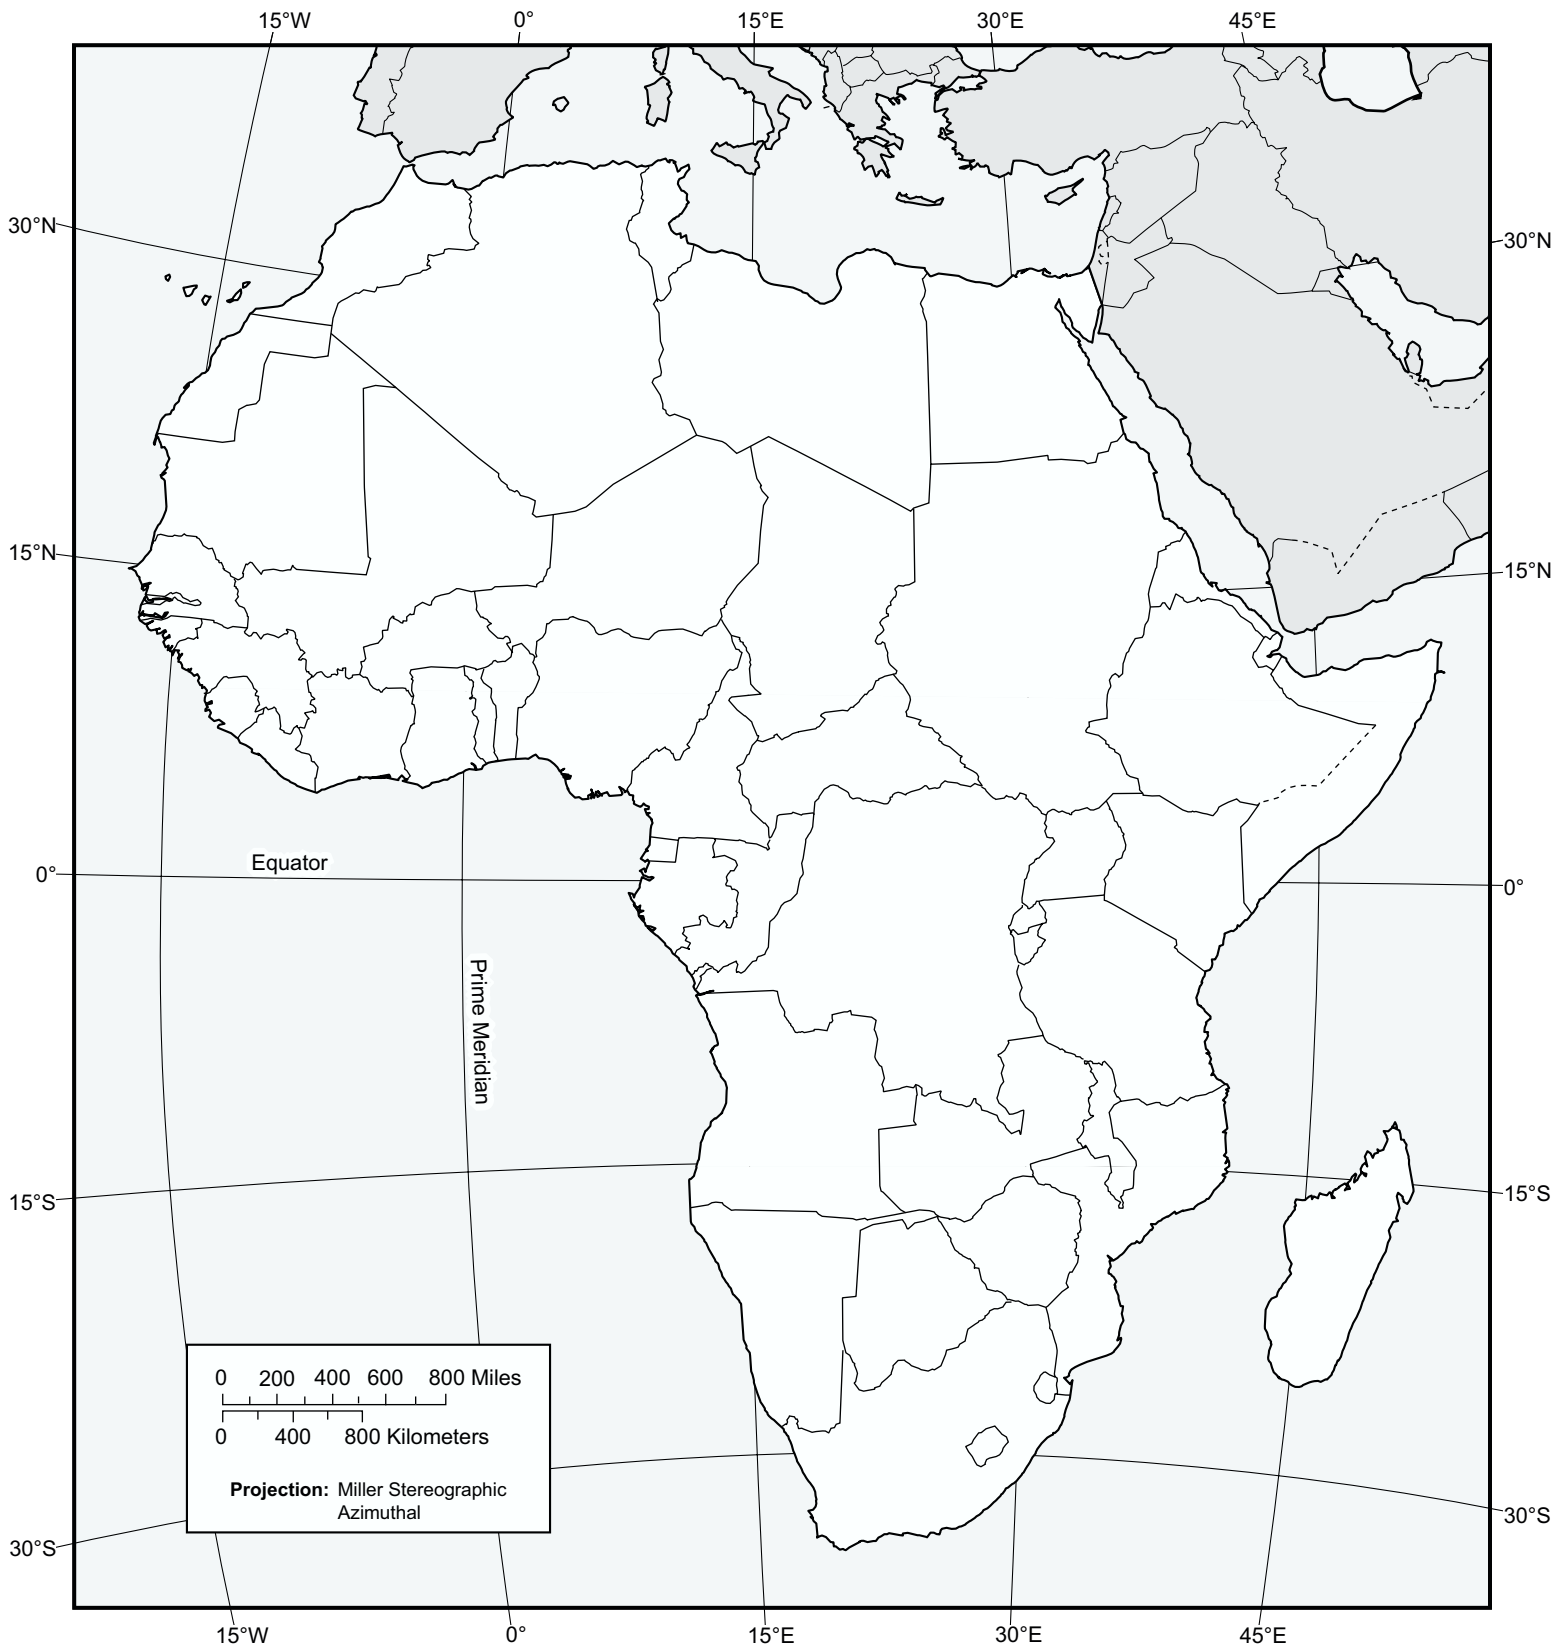 15°W 0° 15°E 30°E 45°E
30°N 30°N
15°N 15°N
Equator
0° 0°
Prime Meridian
15°S 15°S
0 200 400 600 800 Miles
0 400 800 Kilometers
Projection: Miller Stereographic
Azimuthal
30°S 30°S
15°W 0° 15°E 30°E 45°E